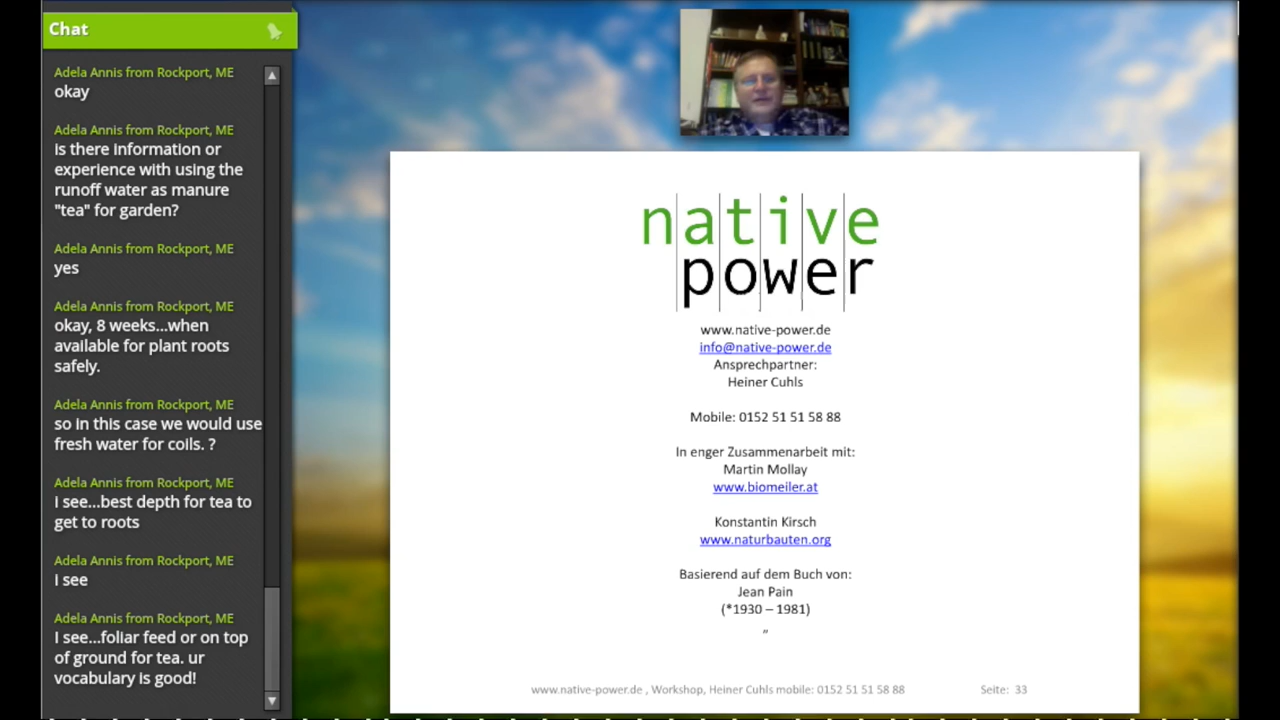 Chat
Adela Annis from Rockport, ME
okay
Adela Annis from Rockport, ME
Is there information or
experience with using the
runoff water as manure
"tea" for garden?
Adela Annis from Rockport, ME
yes
Adela Annis from Rockport, ME
okay, 8 weeks...when
available for plant roots
safely.
Adela Annis from Rockport, ME
so in this case we would use
fresh water for coils. ?
Adela Annis from Rockport, ME
I see...best depth for tea to
get to roots
Adela Annis from Rockport, ME
I see
Adela Annis from Rockport, ME
I see...foliar feed or on top
of ground for tea. ur
vocabulary is good!
native
power
www.native-power.de
info@native-power.de
Ansprechpartner:
Heiner Cuhls
Mobile: 0152 51 51 58 88
In enger Zusammenarbeit mit:
Martin Mollay
www.biomeiler.at
Konstantin Kirsch
www.naturbauten.org
Basierend auf dem Buch von:
Jean Pain
(*1930 – 1981)
”
www.native-power.de , Workshop, Heiner Cuhls mobile: 0152 51 51 58 88 Seite: 33